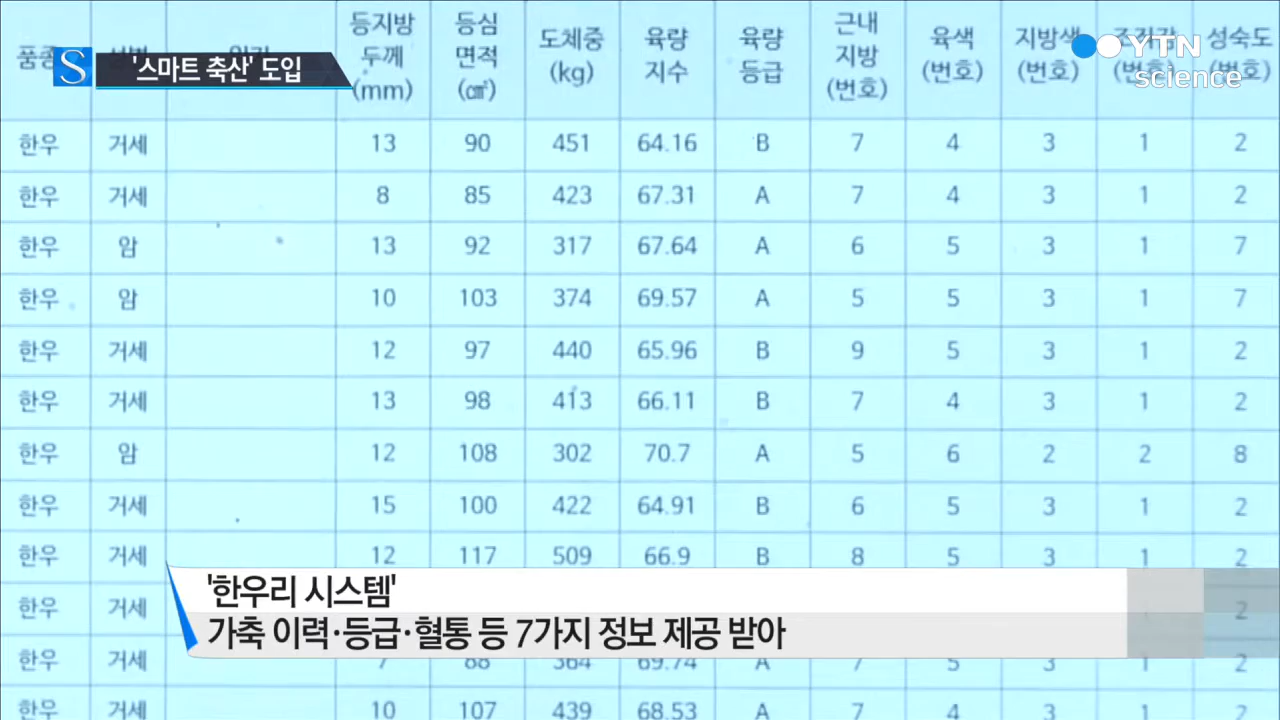 S '스마트 축산' 도입
YTN
science
등지방 두께 (mm) 등심 면적 (㎠) 도체중 (kg) 육량 지수 육량 등급 근내 지방 (번호) 육색 (번호) 지방색 (번호) 성숙도
한우 거세 13 90 451 64.16 B 7 4 3 1 2
한우 거세 8 85 423 67.31 A 7 4 3 1 2
한우 암 13 92 317 67.64 A 6 5 3 1 7
한우 암 10 103 374 69.57 A 5 5 3 1 7
한우 거세 12 97 440 65.96 B 9 5 3 1 2
한우 거세 13 98 413 66.11 B 7 4 3 1 2
한우 암 12 108 302 70.7 A 5 6 2 2 8
한우 거세 15 100 422 64.91 B 6 5 3 1 2
한우 거세 12 117 509 66.9 B 8 5 3 1 2
한우 거세 2
한우 거세 7 88 364 69.74 A 7 5 3 1 2
한우 거세 10 107 439 68.53 A 7 4 3 1 2
'한우리 시스템'
가축 이력·등급·혈통 등 7가지 정보 제공 받아